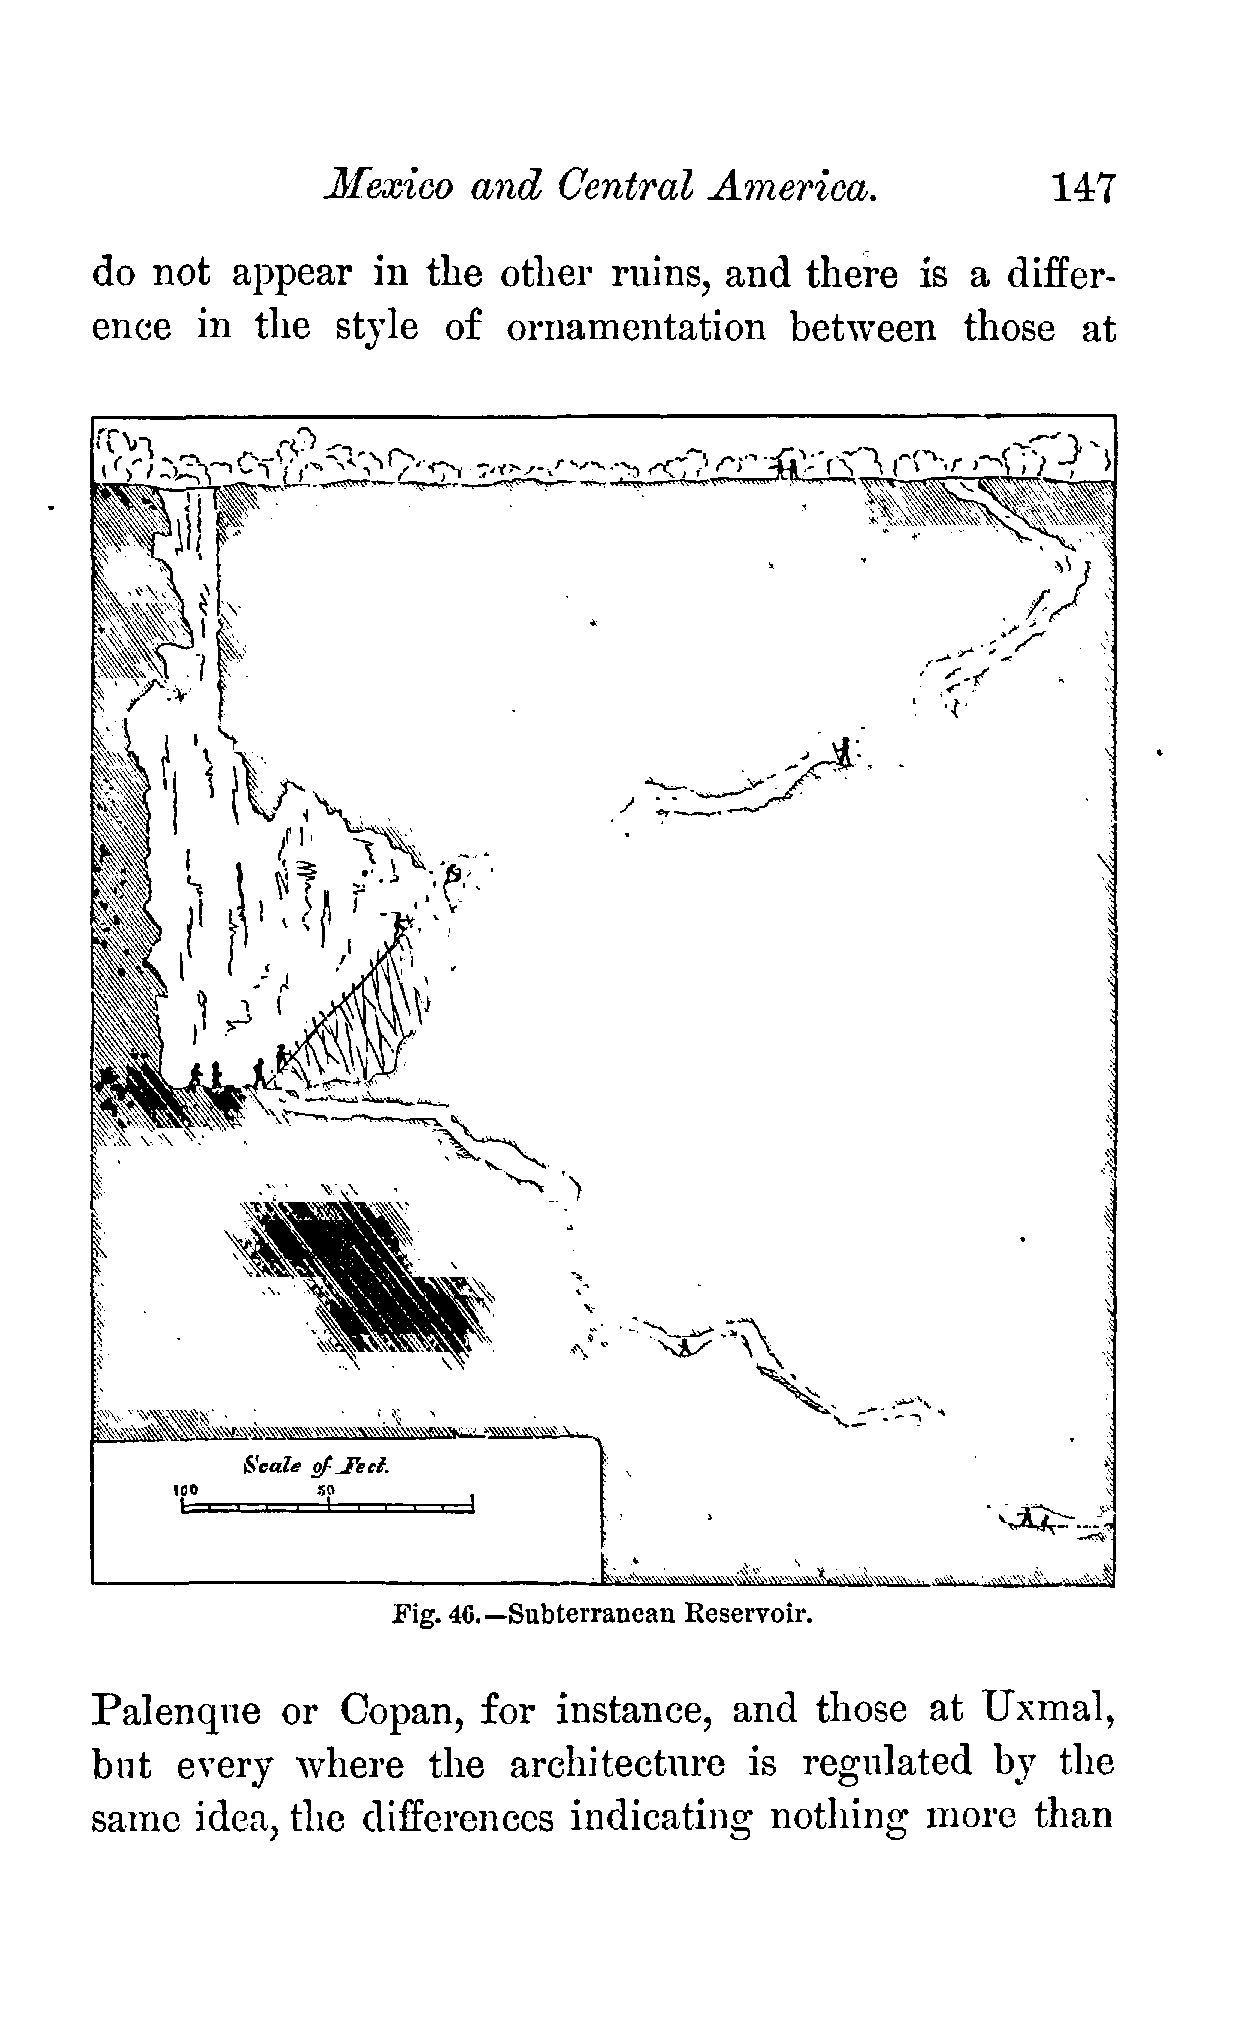 Mexico and Central America. 147
do not appear in the other ruins, and there is a differ-
ence in the style of ornamentation between those at
Scale of Feet.
100 50
Fig. 46.—Subterranean Reservoir.
Palenque or Copan, for instance, and those at Uxmal,
but every where the architecture is regulated by the
same idea, the differences indicating nothing more than